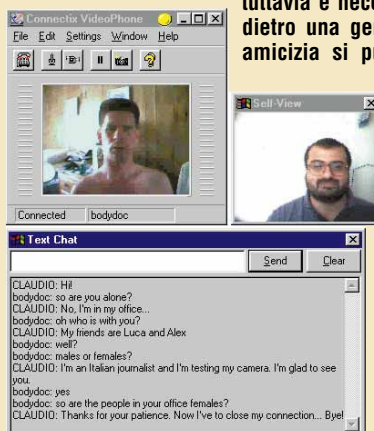 tuttavia è
dietro una
amicizia si
Connectix VideoPhone
File Edit Settings Window Help
Connected bodydoc
Self-View
Text Chat
Send Clear
CLAUDIO: Hi!
bodydoc: so are you alone?
CLAUDIO: No, I'm in my office...
bodydoc: oh who is with you?
CLAUDIO: My friends are Luca and Alex
bodydoc: well?
bodydoc: males or females?
CLAUDIO: I'm an Italian journalist and I'm testing my camera. I'm glad to see
you.
bodydoc: yes
bodydoc: so are the people in your office females?
CLAUDIO: Thanks for your patience. Now I've to close my connection... Bye!